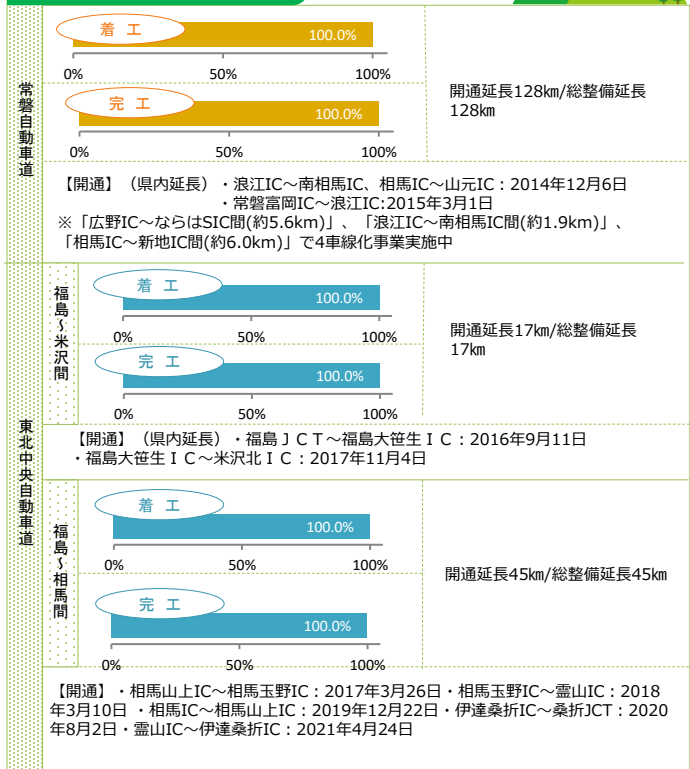 常磐自動車道
着 工
100.0%
0% 50% 100%
完 工
100.0%
0% 50% 100%
開通延長128㎞/総整備延長
128㎞
【開通】（県内延長）・浪江IC～南相馬IC、相馬IC～山元IC：2014年12月6日
・常磐富岡IC～浪江IC:2015年3月1日
※「広野IC～ならはSIC間(約5.6km)」、「浪江IC～南相馬IC間(約1.9km)」、
「相馬IC～新地IC間(約6.0km)」で4車線化事業実施中
東北中央自動車道
福島～米沢間
着 工
100.0%
0% 50% 100%
完 工
100.0%
0% 50% 100%
開通延長17㎞/総整備延長
17㎞
【開通】（県内延長）・福島ＪＣＴ～福島大笹生ＩＣ：2016年9月11日
・福島大笹生ＩＣ～米沢北ＩＣ：2017年11月4日
福島～相馬間
着 工
100.0%
0% 50% 100%
完 工
100.0%
0% 50% 100%
開通延長45㎞/総整備延長45㎞
【開通】・相馬山上IC～相馬玉野IC：2017年3月26日・相馬玉野IC～霊山IC：2018
年3月10日 ・相馬IC～相馬山上IC：2019年12月22日・伊達桑折IC～桑折JCT：2020
年8月2日・霊山IC～伊達桑折IC：2021年4月24日